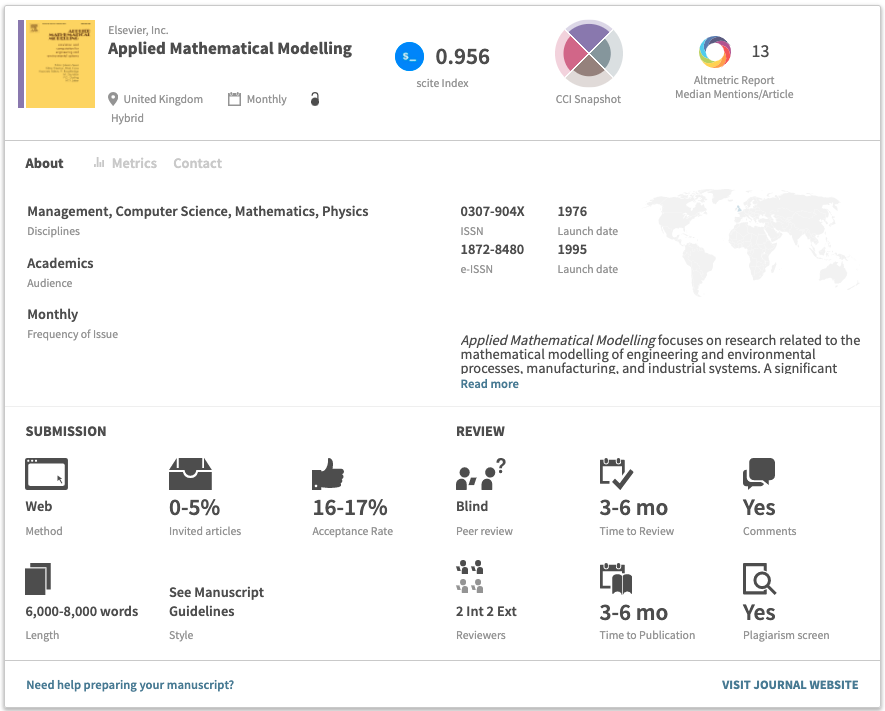 Elsevier, Inc.
Applied Mathematical Modelling
United Kingdom
Monthly
Hybrid
0.956
scite Index
CCI Snapshot
13
Altmetric Report
Median Mentions/Article
About
Metrics
Contact
Management, Computer Science, Mathematics, Physics
Disciplines
Academics
Audience
Monthly
Frequency of Issue
0307-904X 1976
ISSN Launch date
1872-8480 1995
e-ISSN Launch date
Applied Mathematical Modelling focuses on research related to the
mathematical modelling of engineering and environmental
processes, manufacturing, and industrial systems. A significant
Read more
SUBMISSION
Web
Method
0-5%
Invited articles
16-17%
Acceptance Rate
6,000-8,000 words
Length
See Manuscript
Guidelines
Style
REVIEW
Blind
Peer review
3-6 mo
Time to Review
Yes
Comments
2 Int 2 Ext
Reviewers
3-6 mo
Time to Publication
Yes
Plagiarism screen
Need help preparing your manuscript?
VISIT JOURNAL WEBSITE